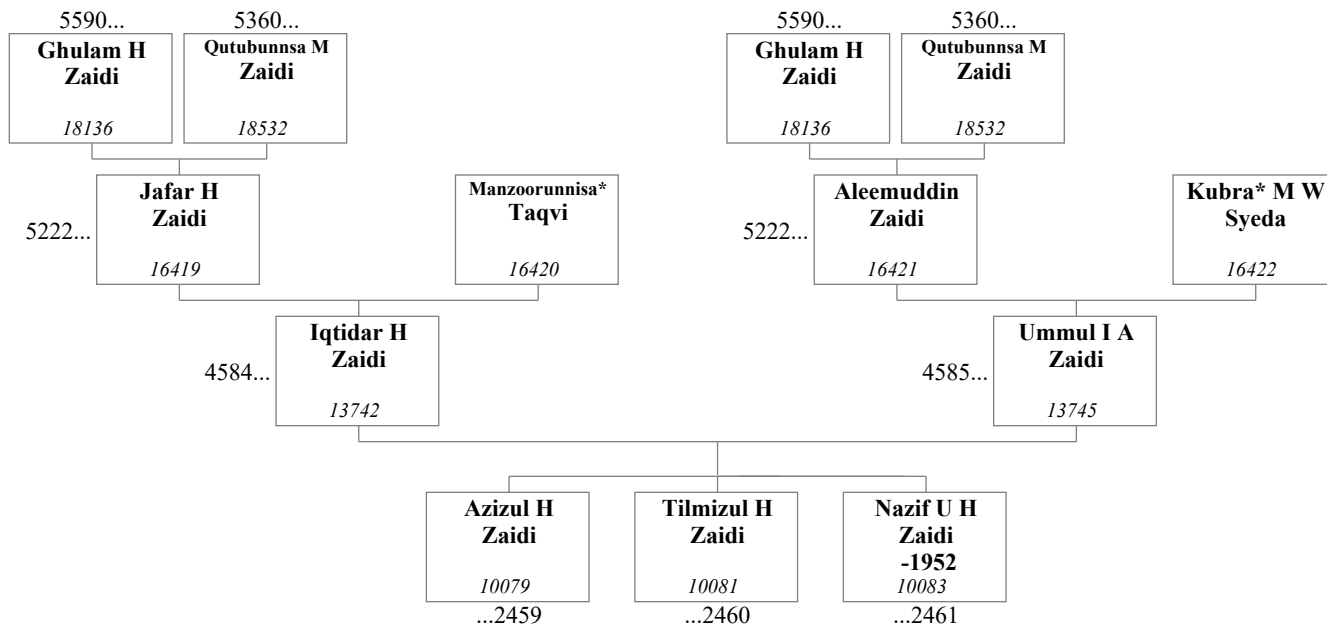 5590... 5360... 5590... 5360...
Ghulam H Zaidi 18136
Qutubunnsa M Zaidi 18532
Ghulam H Zaidi 18136
Qutubunnsa M Zaidi 18532
5222...
Jafar H Zaidi 16419
Manzoorunnisa* Taqvi 16420
5222...
Aleemuddin Zaidi 16421
Kubra* M W Syeda 16422
4584...
Iqtidar H Zaidi 13742
4585...
Ummul I A Zaidi 13745
Azizul H Zaidi 10079
Tilmizul H Zaidi 10081
Nazif U H Zaidi -1952 10083
...2459 ...2460 ...2461